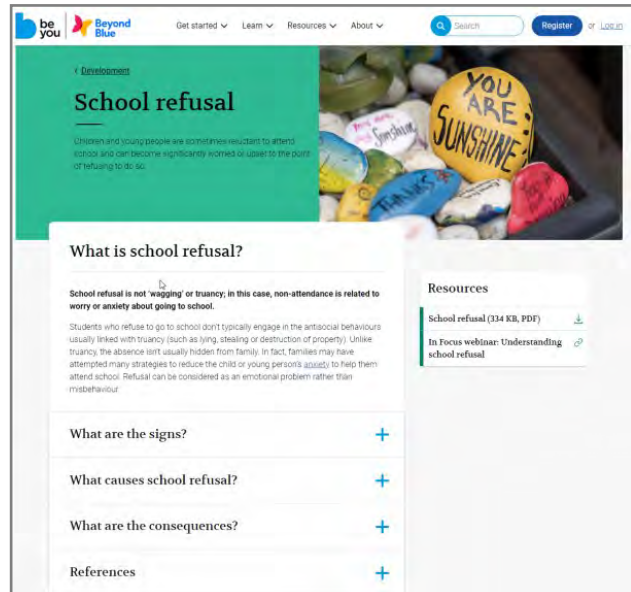 be you
Beyond Blue
Get started
Learn
Resources
About
Search
Register
or
Log in
Development
School refusal
Children and young people are sometimes reluctant to attend
school and can become significantly worried or upset to the point
of refusing to do so.
YOU
ARE
SUNSHINE
Sunshine
THANKS
What is school refusal?
School refusal is not 'wagging' or truancy; in this case, non-attendance is related to
worry or anxiety about going to school.
Students who refuse to go to school don't typically engage in the antisocial behaviours
usually linked with truancy (such as lying, stealing or destruction of property). Unlike
truancy, the absence isn't usually hidden from family. In fact, families may have
attempted many strategies to reduce the child or young person's anxiety to help them
attend school. Refusal can be considered as an emotional problem rather than
misbehaviour.
What are the signs?
What causes school refusal?
What are the consequences?
References
Resources
School refusal (334 KB, PDF)
In Focus webinar: Understanding
school refusal